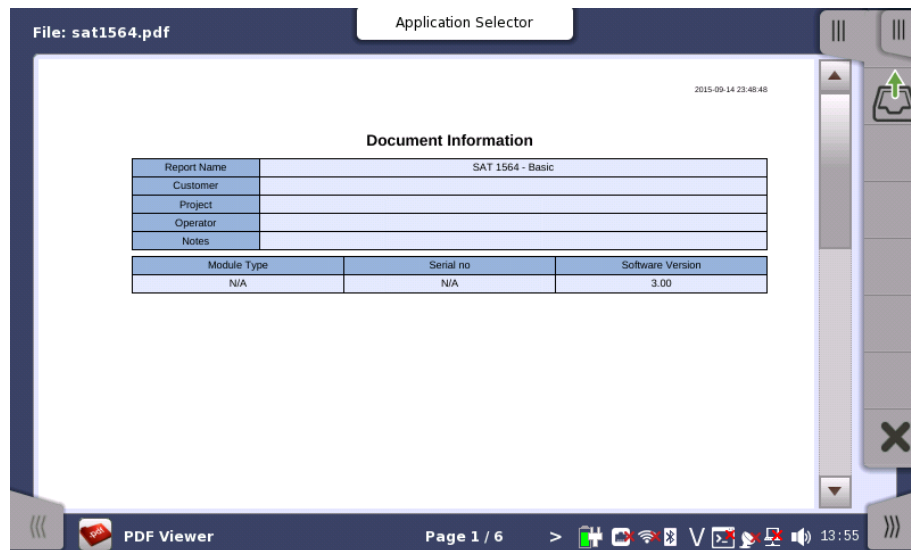 Application Selector
File: sat1564.pdf
2015-09-14 23:48:48
Document Information
Report Name SAT 1564 - Basic
Customer
Project
Operator
Notes
Module Type Serial no Software Version
N/A N/A 3.00
PDF Viewer Page 1 / 6 > V 13:55